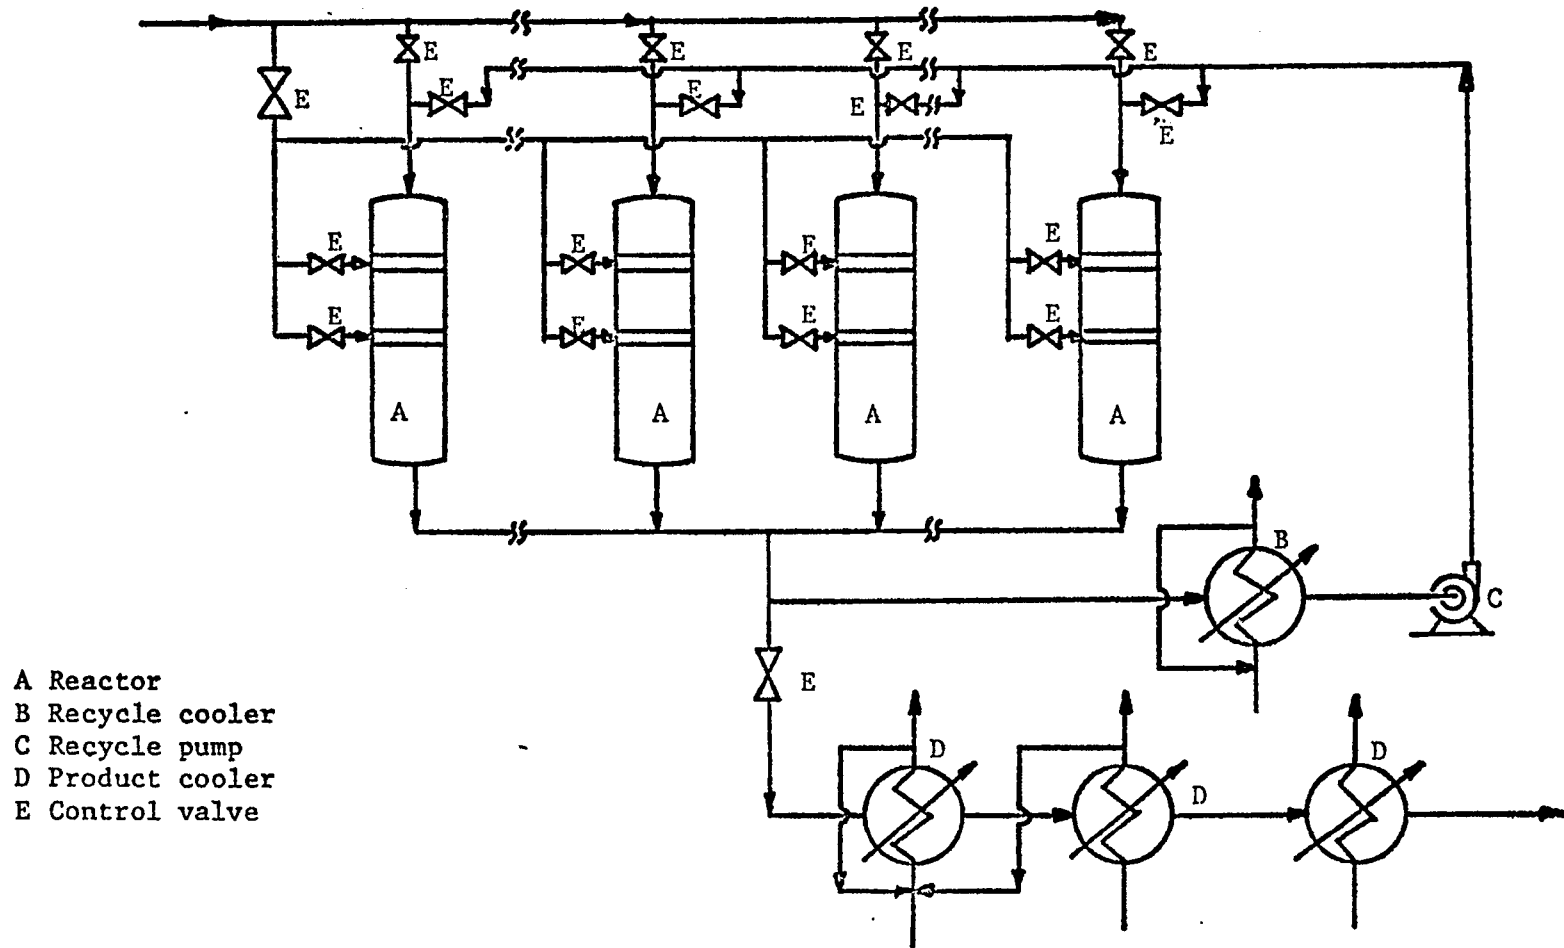 E E E E
E
E E E E
E E E E
E E E E
A A A A
B
C
E
A Reactor
B Recycle cooler
C Recycle pump
D Product cooler
E Control valve
D D D
E